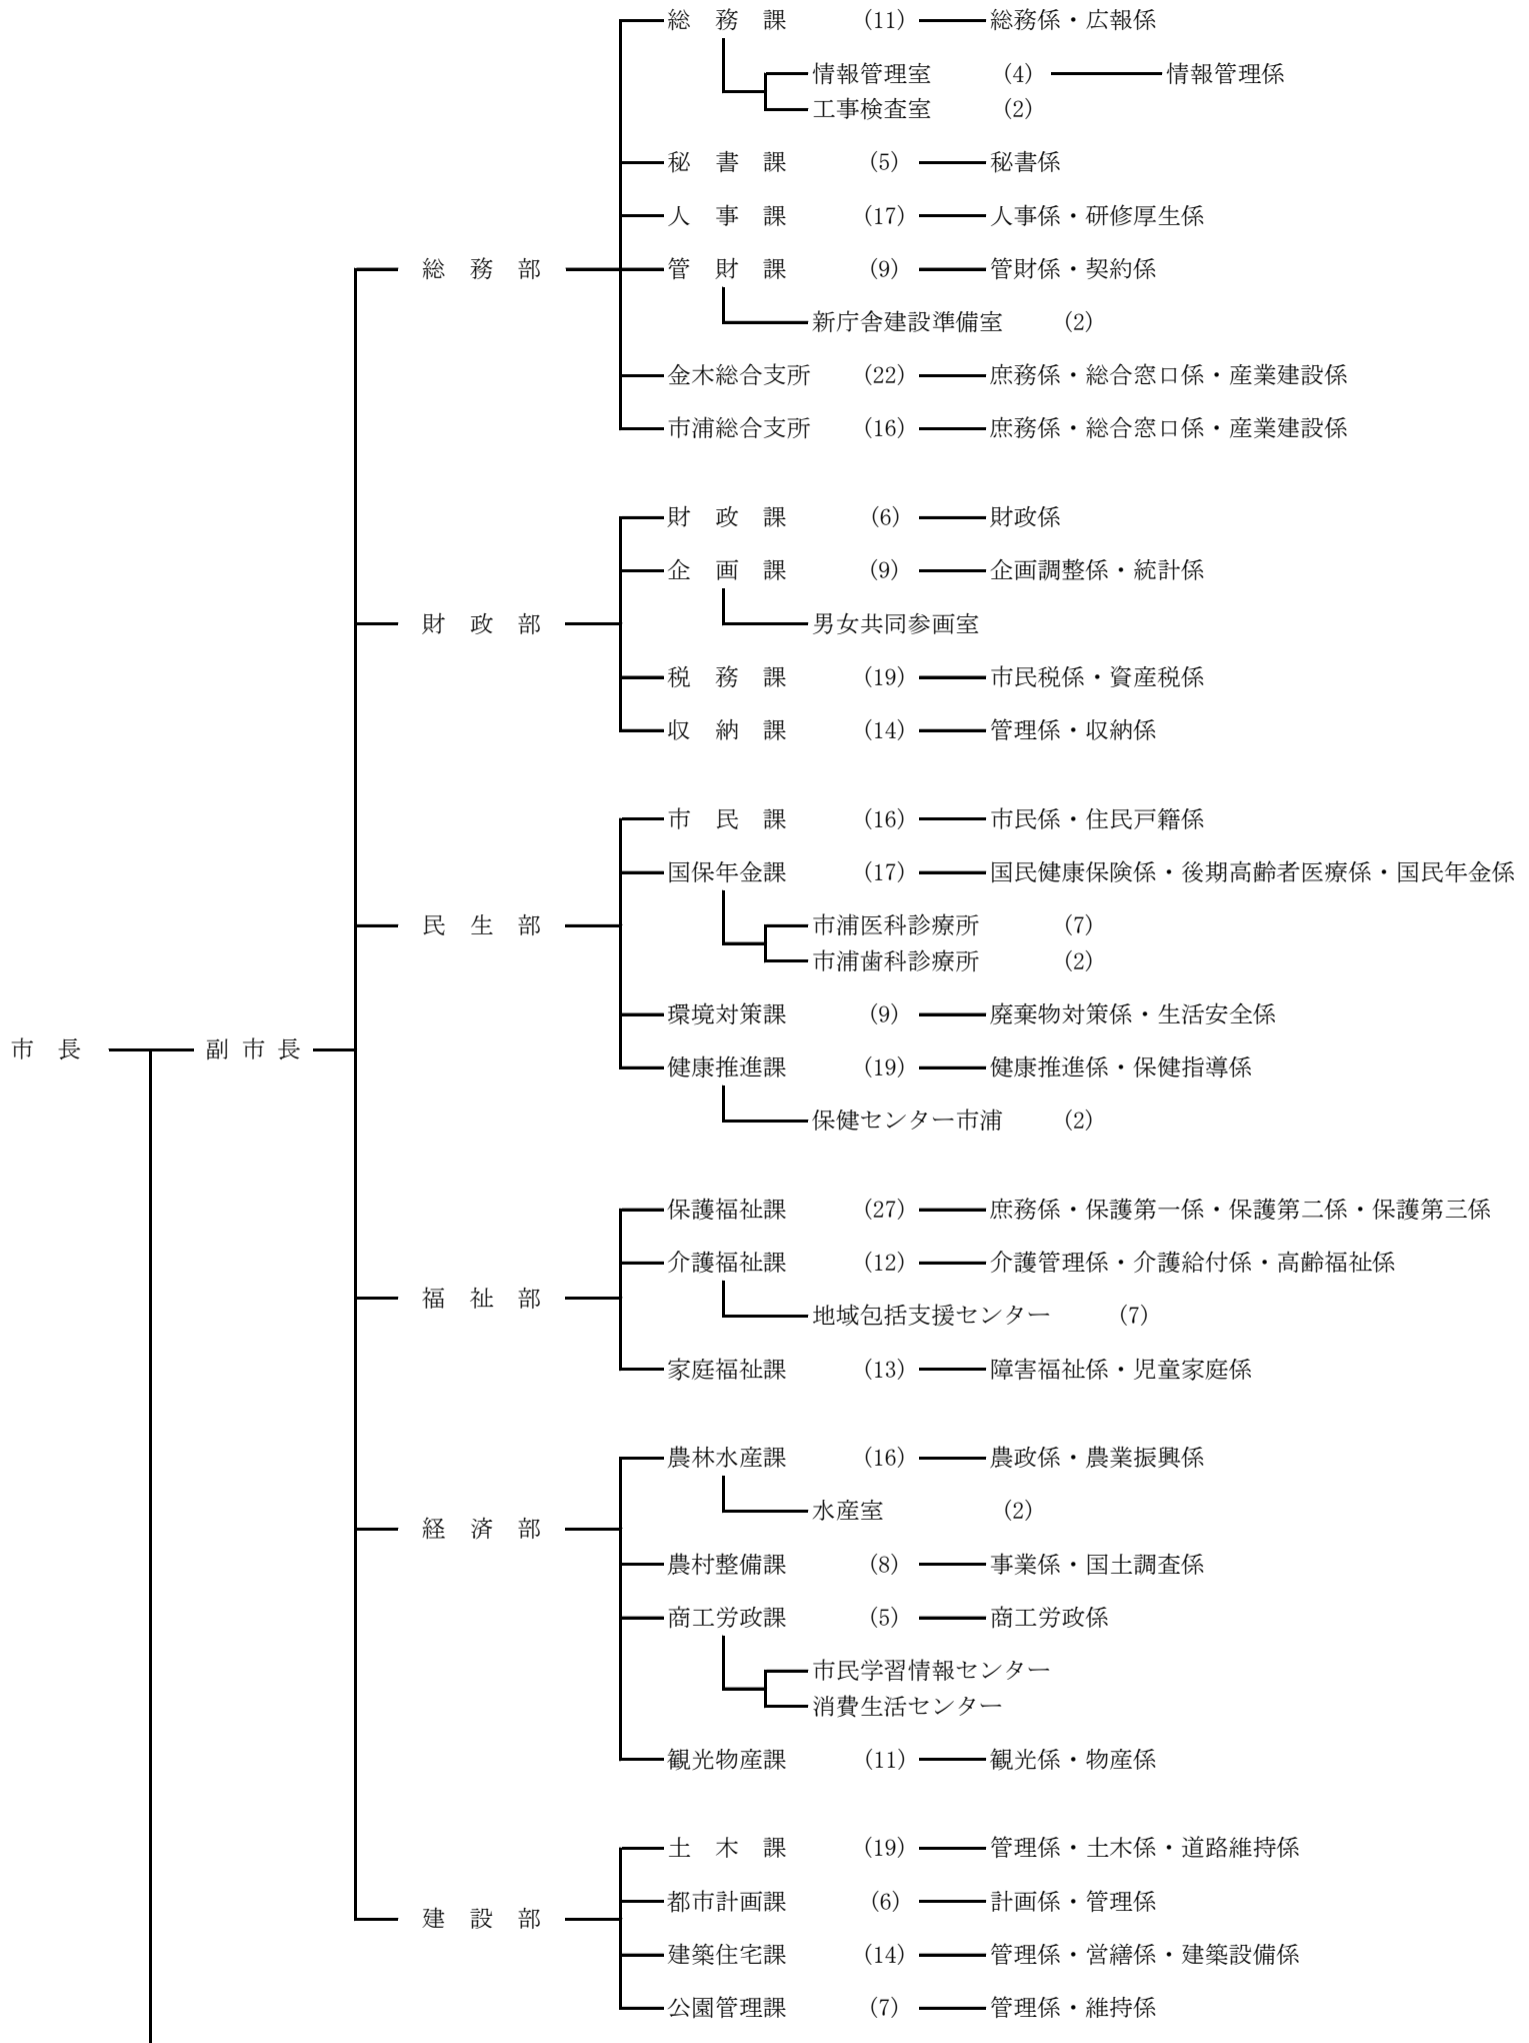 総務課 (11) 総務係・広報係
情報管理室 (4) 情報管理係
工事検査室 (2)
秘書課 (5) 秘書係
人事課 (17) 人事係・研修厚生係
総務部 管財課 (9) 管財係・契約係
新庁舎建設準備室 (2)
金木総合支所 (22) 庶務係・総合窓口係・産業建設係
市浦総合支所 (16) 庶務係・総合窓口係・産業建設係
財政課 (6) 財政係
企画課 (9) 企画調整係・統計係
財政部 男女共同参画室
税務課 (19) 市民税係・資産税係
収納課 (14) 管理係・収納係
市民課 (16) 市民係・住民戸籍係
国保年金課 (17) 国民健康保険係・後期高齢者医療係・国民年金係
民生部 市浦医科診療所 (7)
市浦歯科診療所 (2)
環境対策課 (9) 廃棄物対策係・生活安全係
市長 副市長
健康推進課 (19) 健康推進係・保健指導係
保健センター市浦 (2)
保護福祉課 (27) 庶務係・保護第一係・保護第二係・保護第三係
介護福祉課 (12) 介護管理係・介護給付係・高齢福祉係
福祉部
地域包括支援センター (7)
家庭福祉課 (13) 障害福祉係・児童家庭係
農林水産課 (16) 農政係・農業振興係
水産室 (2)
経済部
農村整備課 (8) 事業係・国土調査係
商工労政課 (5) 商工労政係
市民学習情報センター
消費生活センター
観光物産課 (11) 観光係・物産係
土木課 (19) 管理係・土木係・道路維持係
都市計画課 (6) 計画係・管理係
建設部
建築住宅課 (14) 管理係・営繕係・建築設備係
公園管理課 (7) 管理係・維持係